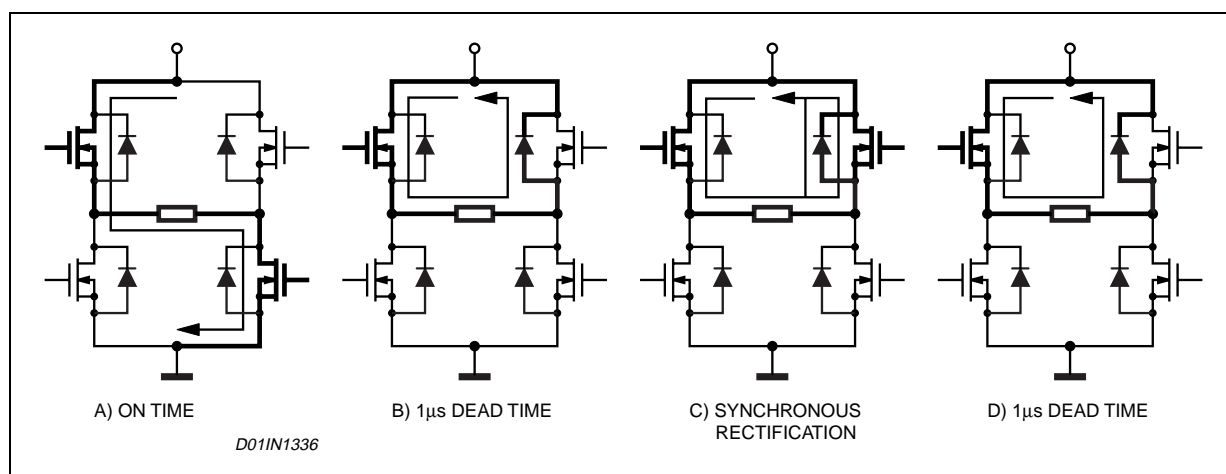 A) ON TIME
B) 1μs DEAD TIME
C) SYNCHRONOUS
RECTIFICATION
D) 1μs DEAD TIME
D01IN1336